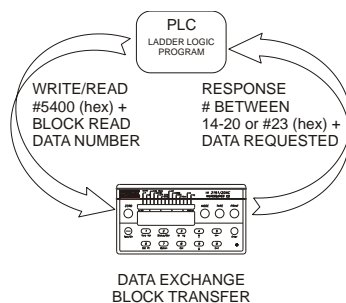 PLC
LADDER LOGIC
PROGRAM
WRITE/READ
#5400 (hex) +
BLOCK READ
DATA NUMBER
RESPONSE
# BETWEEN
14-20 or #23 (hex) +
DATA REQUESTED
DATA EXCHANGE
BLOCK TRANSFER